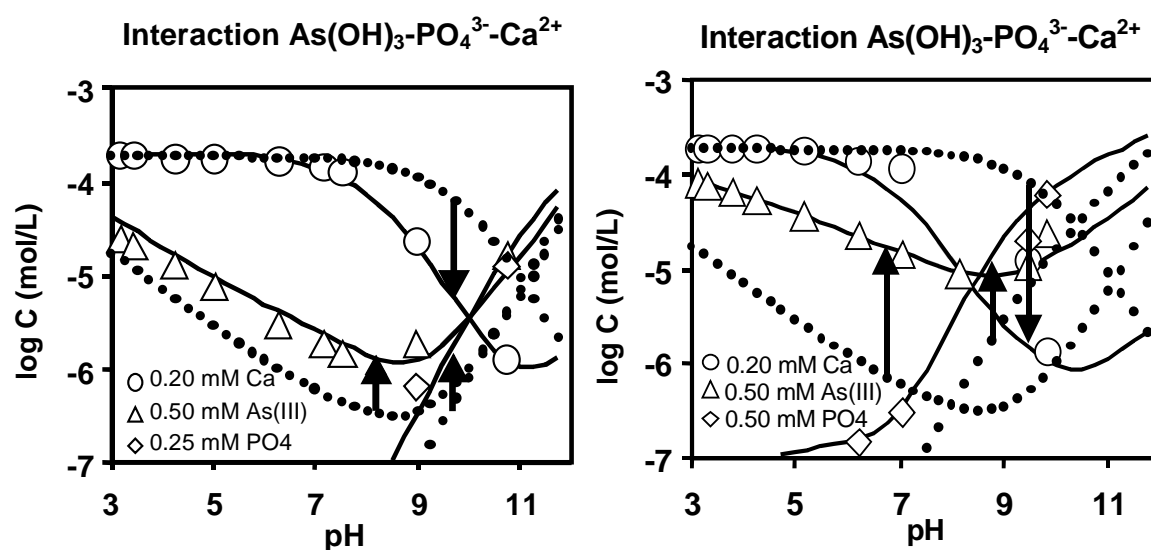 Interaction As(OH)₃-PO₄³⁻-Ca²⁺
log C (mol/L)
-3
-4
-5
-6
-7
○ 0.20 mM Ca
△ 0.50 mM As(III)
◇ 0.25 mM PO4
3 5 7 9 11
pH
Interaction As(OH)₃-PO₄³⁻-Ca²⁺
log C (mol/L)
-3
-4
-5
-6
-7
○ 0.20 mM Ca
△ 0.50 mM As(III)
◇ 0.50 mM PO4
3 5 7 9 11
pH